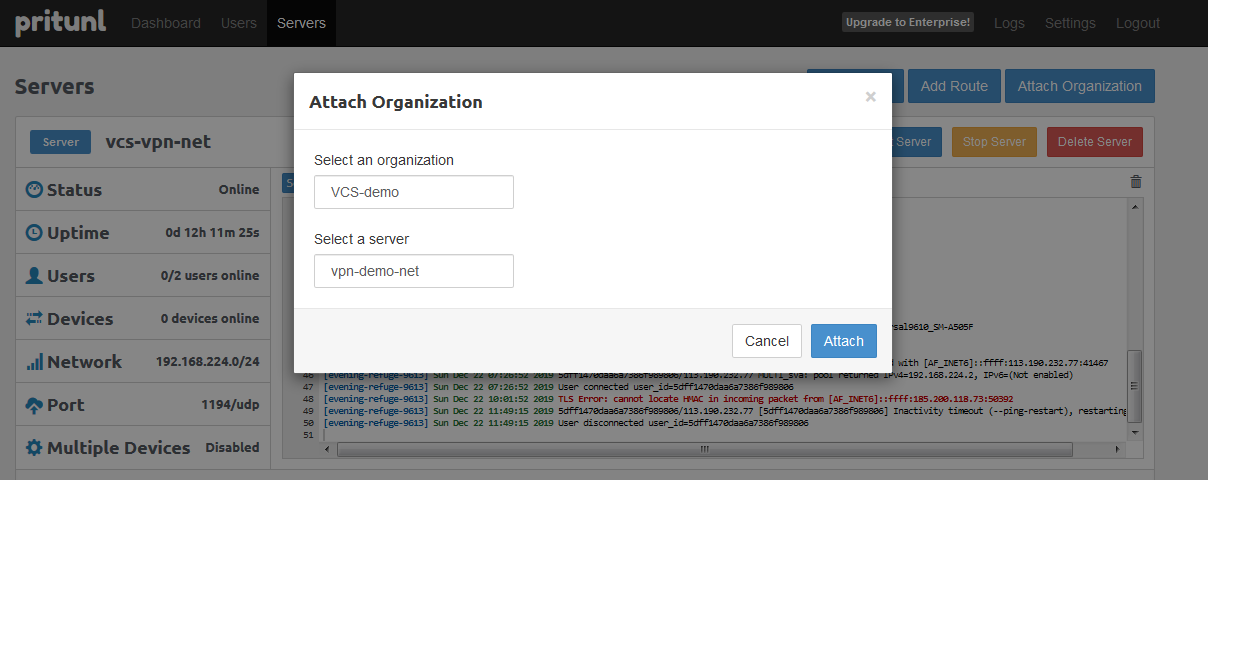 pritunl Dashboard Users Servers Upgrade to Enterprise! Logs Settings Logout
Servers Add Route Attach Organization
Attach Organization ×
Server vcs-vpn-net Server Stop Server Delete Server
Select an organization
VCS-demo
Select a server
vpn-demo-net
Cancel Attach
Status Online
Uptime 0d 12h 11m 25s
Users 0/2 users online
Devices 0 devices online
Network 192.168.224.0/24
Port 1194/udp
Multiple Devices Disabled
sal9610_SM-A505F
d with [AF_INET6]::ffff:113.190.232.77:41467
46 [evening-refuge-9613] Sun Dec 22 07:26:52 2019 5dff1470daa6a7386f989806/113.190.232.77 MULTI_sva: pool returned IPv4=192.168.224.2, IPv6=(Not enabled)
47 [evening-refuge-9613] Sun Dec 22 07:26:52 2019 User connected user_id=5dff1470daa6a7386f989806
48 [evening-refuge-9613] Sun Dec 22 10:01:52 2019 TLS Error: cannot locate HMAC in incoming packet from [AF_INET6]::ffff:185.200.118.73:50392
49 [evening-refuge-9613] Sun Dec 22 11:49:15 2019 5dff1470daa6a7386f989806/113.190.232.77 [5dff1470daa6a7386f989806] Inactivity timeout (--ping-restart), restarting
50 [evening-refuge-9613] Sun Dec 22 11:49:15 2019 User disconnected user_id=5dff1470daa6a7386f989806
51